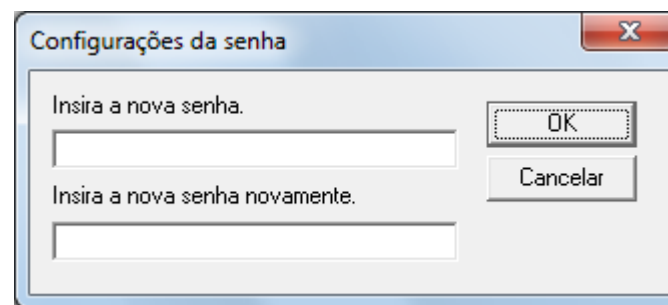 Configurações da senha
Insira a nova senha.
OK
Cancelar
Insira a nova senha novamente.